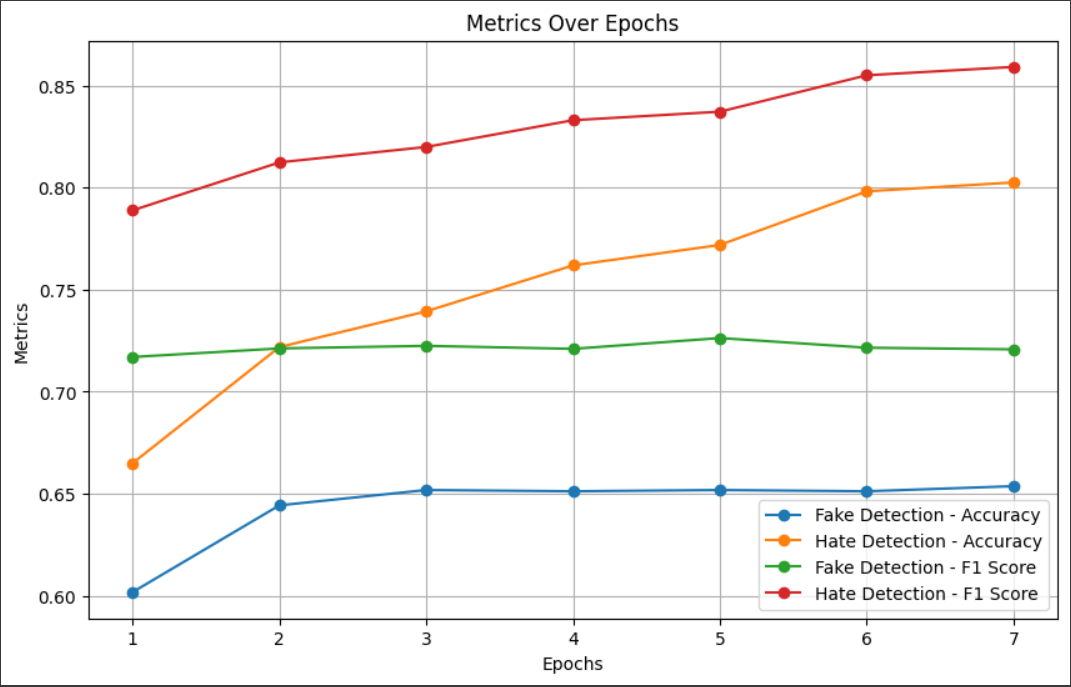 Metrics Over Epochs
0.85
0.80
0.75
0.70
0.65
0.60
Metrics
1 2 3 4 5 6 7
Epochs
Fake Detection - Accuracy
Hate Detection - Accuracy
Fake Detection - F1 Score
Hate Detection - F1 Score